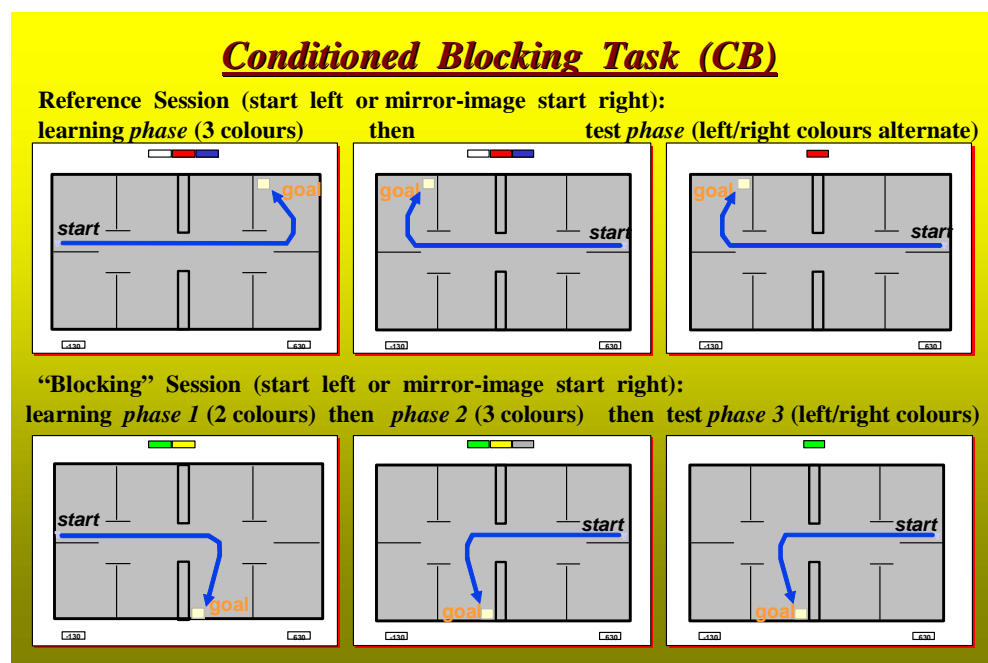 Conditioned Blocking Task (CB)
Reference Session (start left or mirror-image start right):
learning phase (3 colours) then test phase (left/right colours alternate)
start goal
goal start
goal start
-130 630
-130 630
-130 630
“Blocking” Session (start left or mirror-image start right):
learning phase 1 (2 colours) then phase 2 (3 colours) then test phase 3 (left/right colours)
start goal
start goal
start goal
-130 630
-130 630
-130 630